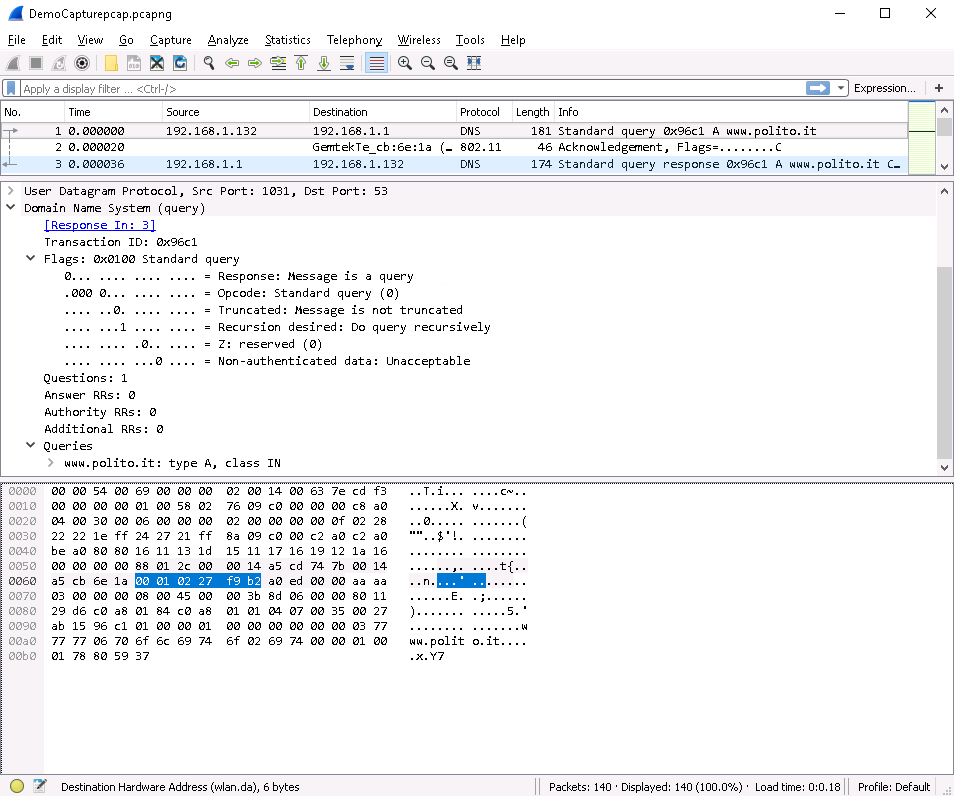 DemoCapturepcap.pcapng
File Edit View Go Capture Analyze Statistics Telephony Wireless Tools Help
Apply a display filter ... <Ctrl-/> Expression... +
No. Time Source Destination Protocol Length Info
1 0.000000 192.168.1.132 192.168.1.1 DNS 181 Standard query 0x96c1 A www.polito.it
2 0.000020 GemtekTe_cb:6e:1a (… 802.11 46 Acknowledgement, Flags=........C
3 0.000036 192.168.1.1 192.168.1.132 DNS 174 Standard query response 0x96c1 A www.polito.it C…
User Datagram Protocol, Src Port: 1031, Dst Port: 53
Domain Name System (query)
[Response In: 3]
Transaction ID: 0x96c1
Flags: 0x0100 Standard query
0... .... .... .... = Response: Message is a query
.000 0... .... .... = Opcode: Standard query (0)
.... ..0. .... .... = Truncated: Message is not truncated
.... ...1 .... .... = Recursion desired: Do query recursively
.... .... .0.. .... = Z: reserved (0)
.... .... ...0 .... = Non-authenticated data: Unacceptable
Questions: 1
Answer RRs: 0
Authority RRs: 0
Additional RRs: 0
Queries
www.polito.it: type A, class IN
0000 00 00 54 00 69 00 00 00 02 00 14 00 63 7e cd f3 ..T.i... ....c~..
0010 00 00 00 00 01 00 58 02 76 09 c0 00 00 00 c8 a0 ......X. v.......
0020 04 00 30 00 06 00 00 00 02 00 00 00 00 0f 02 28 ..0..... .......(
0030 22 22 1e ff 24 27 21 ff 8a 09 c0 00 c2 a0 c2 a0 ""..$'!. ........
0040 be a0 80 80 16 11 13 1d 15 11 17 16 19 12 1a 16 ........ ........
0050 00 00 00 00 88 01 2c 00 00 14 a5 cd 74 7b 00 14 ......,. ....t{..
0060 a5 cb 6e 1a 00 01 02 27 f9 b2 a0 ed 00 00 aa aa ..n....' ........
0070 03 00 00 00 08 00 45 00 00 3b 8d 06 00 00 80 11 ......E. .;......
0080 29 d6 c0 a8 01 84 c0 a8 01 01 04 07 00 35 00 27 )....... .....5.'
0090 ab 15 96 c1 01 00 00 01 00 00 00 00 00 00 03 77 ........ .......w
00a0 77 77 06 70 6f 6c 69 74 6f 02 69 74 00 00 01 00 ww.polit o.it....
00b0 01 78 80 59 37 .x.Y7
Destination Hardware Address (wlan.da), 6 bytes Packets: 140 · Displayed: 140 (100.0%) · Load time: 0:0.18 Profile: Default